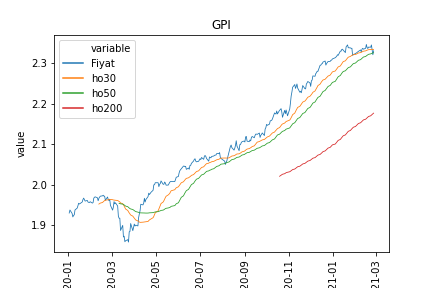 GPI
variable
Fiyat
ho30
ho50
ho200
value
2.3
2.2
2.1
2.0
1.9
20-01
20-03
20-05
20-07
20-09
20-11
21-01
21-03